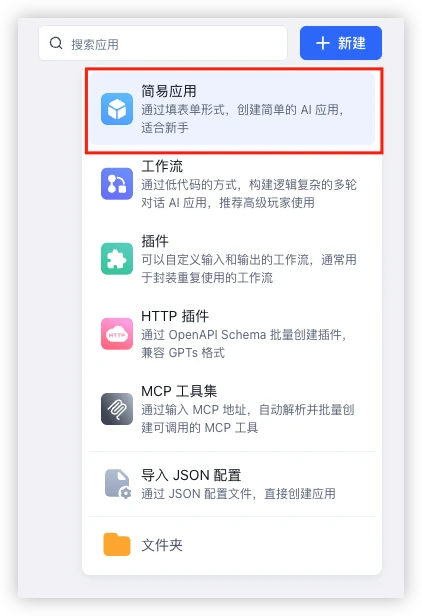 搜索应用
新建
简易应用
通过填表单形式，创建简单的 AI 应用，
适合新手
工作流
通过低代码的方式，构建逻辑复杂的多轮
对话 AI 应用，推荐高级玩家使用
插件
可以自定义输入和输出的工作流，通常用
于封装重复使用的工作流
HTTP
HTTP 插件
通过 OpenAPI Schema 批量创建插件，
兼容 GPTs 格式
MCP 工具集
通过输入 MCP 地址，自动解析并批量创
建可调用的 MCP 工具
导入 JSON 配置
通过 JSON 配置文件，直接创建应用
文件夹